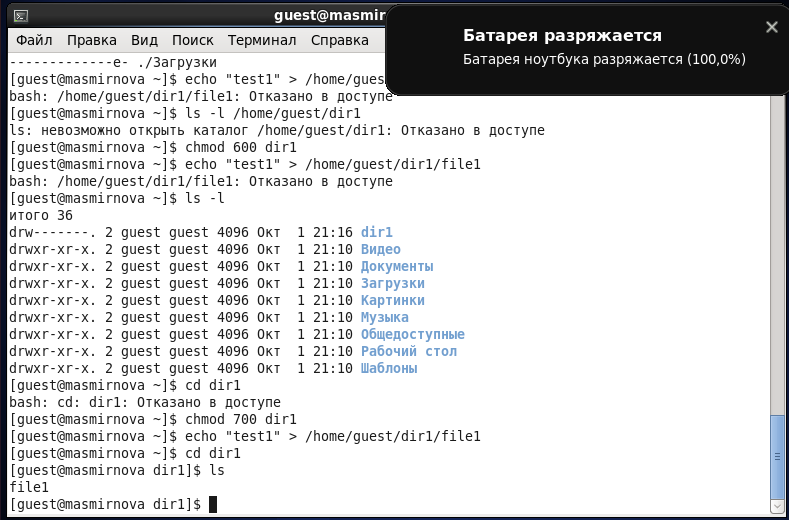 guest@masmirn
Файл Правка Вид Поиск Терминал Справка
Батарея разряжается
Батарея ноутбука разряжается (100,0%)
-------------e- ./Загрузки
[guest@masmirnova ~]$ echo "test1" > /home/gues
bash: /home/guest/dir1/file1: Отказано в доступе
[guest@masmirnova ~]$ ls -l /home/guest/dir1
ls: невозможно открыть каталог /home/guest/dir1: Отказано в доступе
[guest@masmirnova ~]$ chmod 600 dir1
[guest@masmirnova ~]$ echo "test1" > /home/guest/dir1/file1
bash: /home/guest/dir1/file1: Отказано в доступе
[guest@masmirnova ~]$ ls -l
итого 36
drw-------. 2 guest guest 4096 Окт  1 21:16 dir1
drwxr-xr-x. 2 guest guest 4096 Окт  1 21:10 Видео
drwxr-xr-x. 2 guest guest 4096 Окт  1 21:10 Документы
drwxr-xr-x. 2 guest guest 4096 Окт  1 21:10 Загрузки
drwxr-xr-x. 2 guest guest 4096 Окт  1 21:10 Картинки
drwxr-xr-x. 2 guest guest 4096 Окт  1 21:10 Музыка
drwxr-xr-x. 2 guest guest 4096 Окт  1 21:10 Общедоступные
drwxr-xr-x. 2 guest guest 4096 Окт  1 21:10 Рабочий стол
drwxr-xr-x. 2 guest guest 4096 Окт  1 21:10 Шаблоны
[guest@masmirnova ~]$ cd dir1
bash: cd: dir1: Отказано в доступе
[guest@masmirnova ~]$ chmod 700 dir1
[guest@masmirnova ~]$ echo "test1" > /home/guest/dir1/file1
[guest@masmirnova ~]$ cd dir1
[guest@masmirnova dir1]$ ls
file1
[guest@masmirnova dir1]$